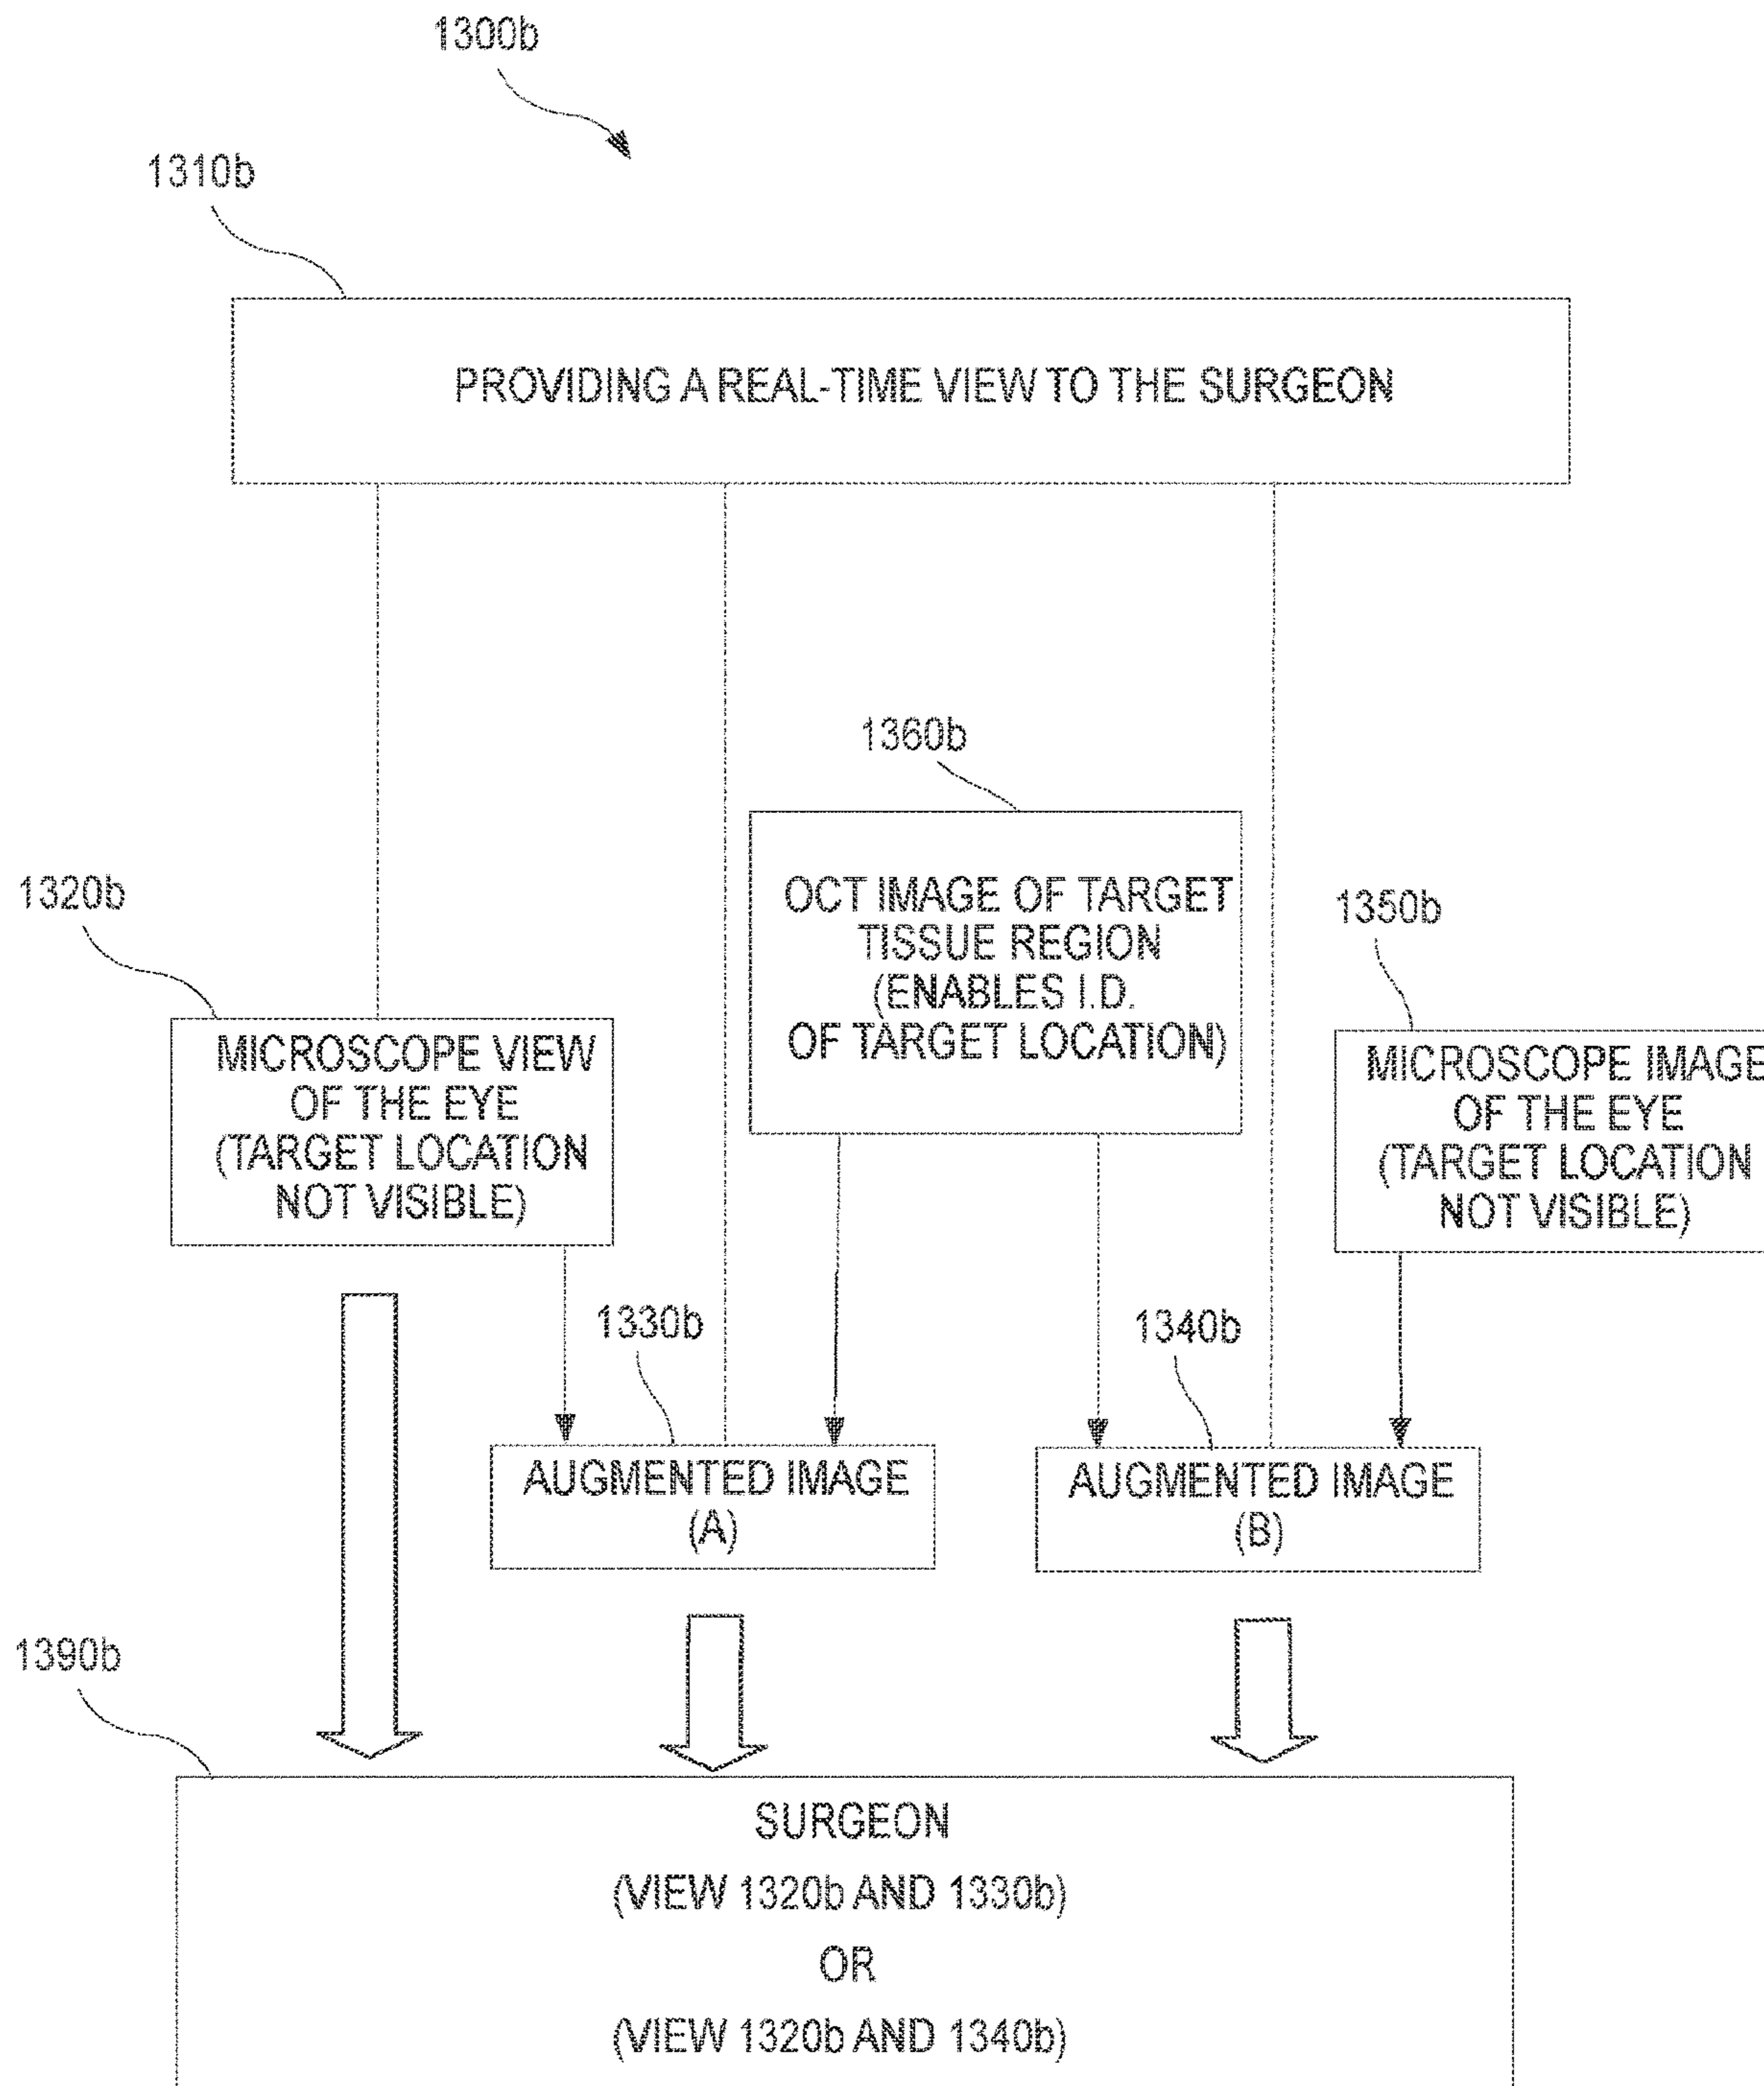 1300b
1310b
PROVIDING A REAL-TIME VIEW TO THE SURGEON
1360b
OCT IMAGE OF TARGET
TISSUE REGION
(ENABLES I.D.
OF TARGET LOCATION)
1320b
MICROSCOPE VIEW
OF THE EYE
(TARGET LOCATION
NOT VISIBLE)
1350b
MICROSCOPE IMAGE
OF THE EYE
(TARGET LOCATION
NOT VISIBLE)
1330b
AUGMENTED IMAGE
(A)
1340b
AUGMENTED IMAGE
(B)
1390b
SURGEON
(VIEW 1320b AND 1330b)
OR
(VIEW 1320b AND 1340b)